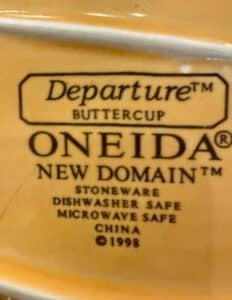 Departure™
BUTTERCUP
ONEIDA®
NEW DOMAIN™
STONEWARE
DISHWASHER SAFE
MICROWAVE SAFE
CHINA
©1998